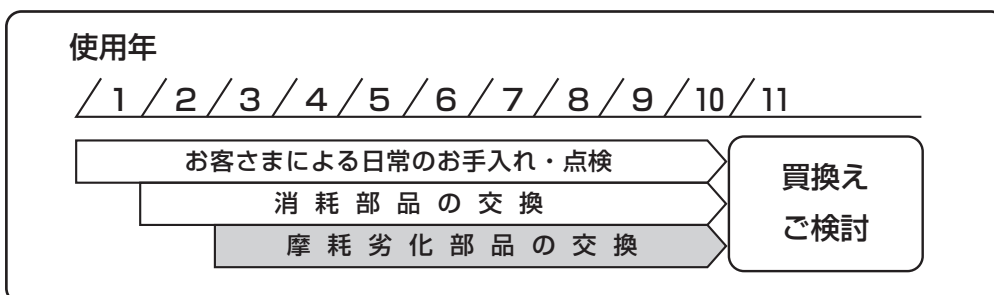 使用年
1 2 3 4 5 6 7 8 9 10 11
お客さまによる日常のお手入れ・点検
消耗部品の交換
摩耗劣化部品の交換
買換え
ご検討